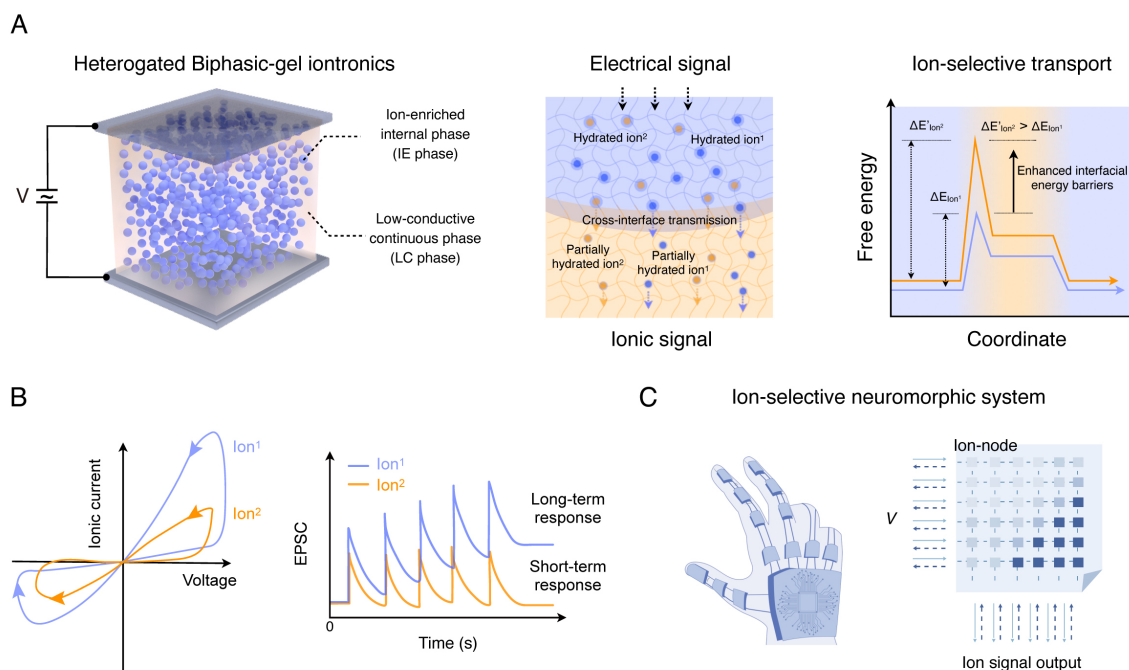 A
Heterogated Biphasic-gel iontronics
V
Ion-enriched
internal phase
(IE phase)
Low-conductive
continuous phase
(LC phase)
Electrical signal
Hydrated ion²
Hydrated ion¹
Cross-interface transmission
Partially
hydrated ion²
Partially
hydrated ion¹
Ionic signal
Ion-selective transport
Free energy
ΔE'Ion²
ΔE'Ion² > ΔEIon¹
Enhanced interfacial
energy barriers
ΔEIon¹
Coordinate
B
Ionic current
Ion¹
Ion²
Voltage
EPSC
Ion¹
Ion²
Long-term
response
Short-term
response
0
Time (s)
C
Ion-selective neuromorphic system
Ion-node
V
Ion signal output